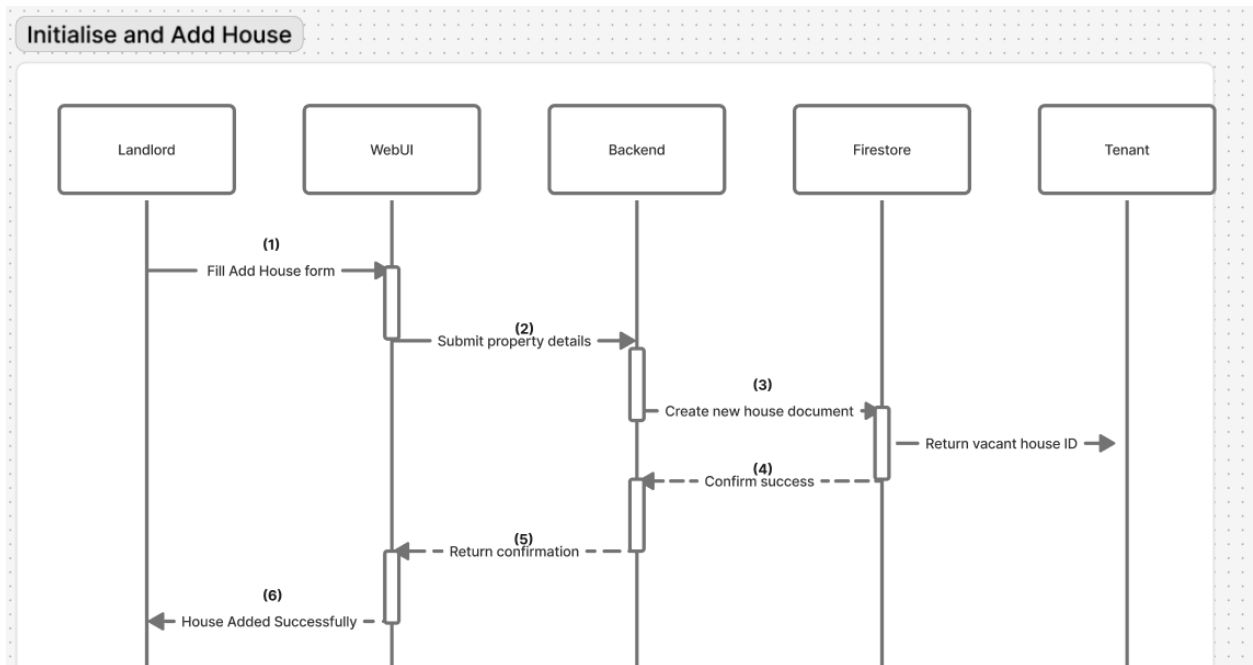 Initialise and Add House
Landlord
WebUI
Backend
Firestore
Tenant
(1)
Fill Add House form
(2)
Submit property details
(3)
Create new house document
Return vacant house ID
(4)
Confirm success
(5)
Return confirmation
(6)
House Added Successfully